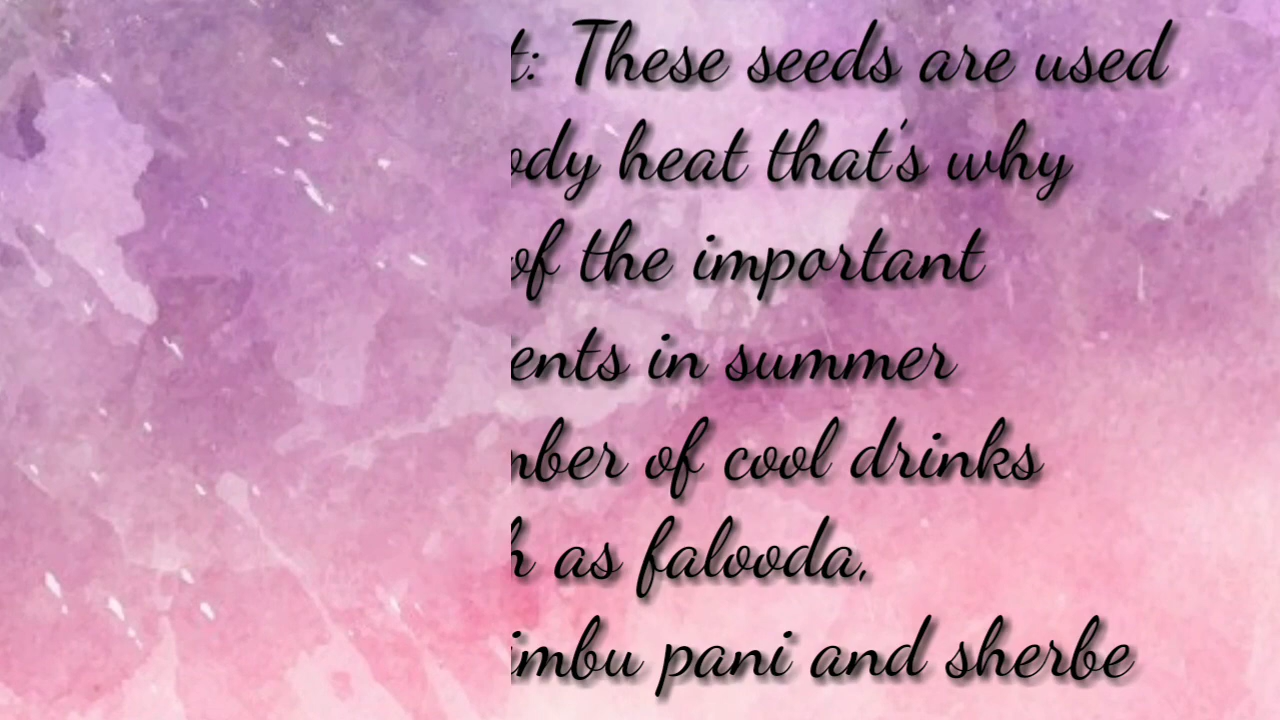 t: These seeds are used
ody heat that's why
of the important
ents in summer
mber of cool drinks
h as falooda,
imbu pani and sherbe